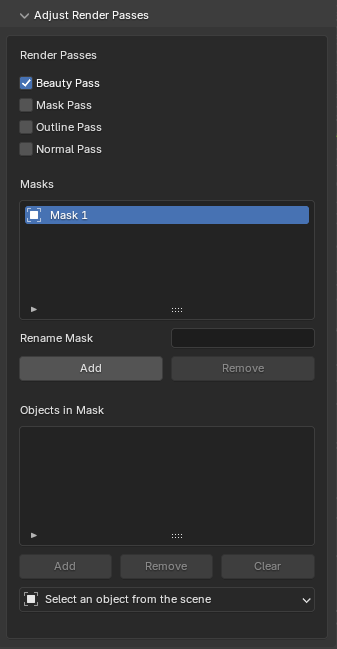 Adjust Render Passes
Render Passes
Beauty Pass
Mask Pass
Outline Pass
Normal Pass
Masks
Mask 1
Rename Mask
Add Remove
Objects in Mask
Add Remove Clear
Select an object from the scene